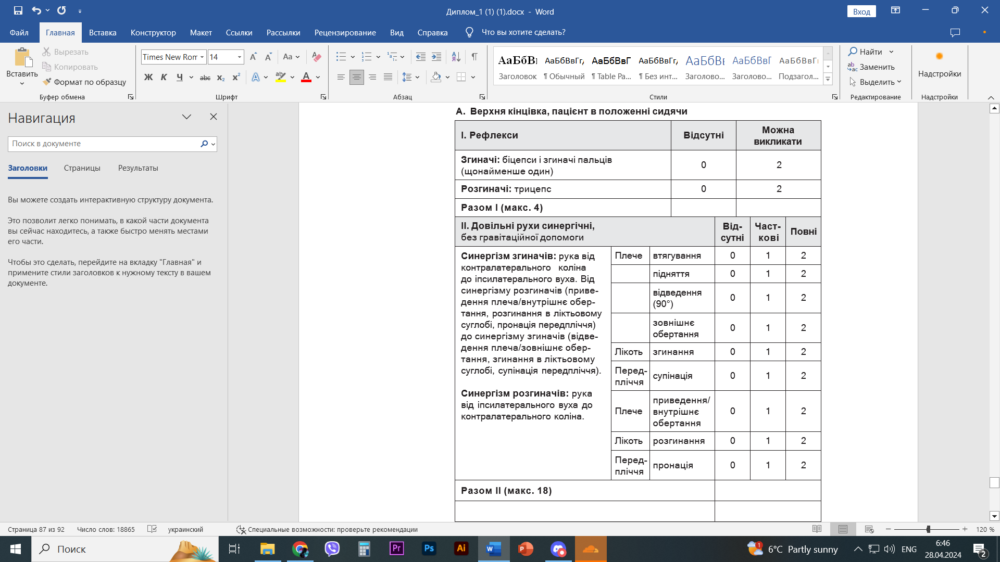 Диплом_1 (1) (1).docx - Word
Вход
Файл
Главная
Вставка
Конструктор
Макет
Ссылки
Рассылки
Рецензирование
Вид
Справка
Что вы хотите сделать?
Вставить
Вырезать
Копировать
Формат по образцу
Буфер обмена
Times New Rom
14
Шрифт
Абзац
АаБбВ
Заголовок
АаБбВвГг
¶ Обычный
АаБбВвГ
¶ Table Pa...
АаБбВвГг
¶ Без инт...
АаБбВв
Заголово...
АаБбВвГ
Заголово...
АаБбВвГ
Подзагол...
Стили
Найти
Заменить
Выделить
Редактирование
Надстройки
Надстройки
Навигация
Поиск в документе
Заголовки
Страницы
Результаты
Вы можете создать интерактивную структуру документа.
Это позволит легко понимать, в какой части документа
вы сейчас находитесь, а также быстро менять местами
его части.
Чтобы это сделать, перейдите на вкладку "Главная" и
примените стили заголовков к нужному тексту в вашем
документе.
А. Верхня кінцівка, пацієнт в положенні сидячи
I. Рефлекси
Відсутні
Можна
викликати
Згиначі: біцепси і згиначі пальців
(щонайменше один)
0
2
Розгиначі: трицепс
0
2
Разом I (макс. 4)
II. Довільні рухи синергічні,
без гравітаційної допомоги
Від-
сутні
Част-
кові
Повні
Синергізм згиначів: рука від
контралатерального коліна
до іпсилатерального вуха. Від
синергізму розгиначів (приве-
дення плеча/внутрішнє обер-
тання, розгинання в ліктьовому
суглобі, пронація передпліччя)
до синергізму згиначів (відве-
дення плеча/зовнішнє обер-
тання, згинання в ліктьовому
суглобі, супінація передпліччя).
Синергізм розгиначів: рука
від іпсилатерального вуха до
контралатерального коліна.
Плече
втягування
0
1
2
підняття
0
1
2
відведення
(90°)
0
1
2
зовнішнє
обертання
0
1
2
Лікоть
згинання
0
1
2
Перед-
пліччя
супінація
0
1
2
Плече
приведення/
внутрішнє
обертання
0
1
2
Лікоть
розгинання
0
1
2
Перед-
пліччя
пронація
0
1
2
Разом II (макс. 18)
Страница 87 из 92
Число слов: 18865
украинский
Специальные возможности: проверьте рекомендации
120 %
Поиск
6°C Partly sunny
ENG
6:46
28.04.2024
2